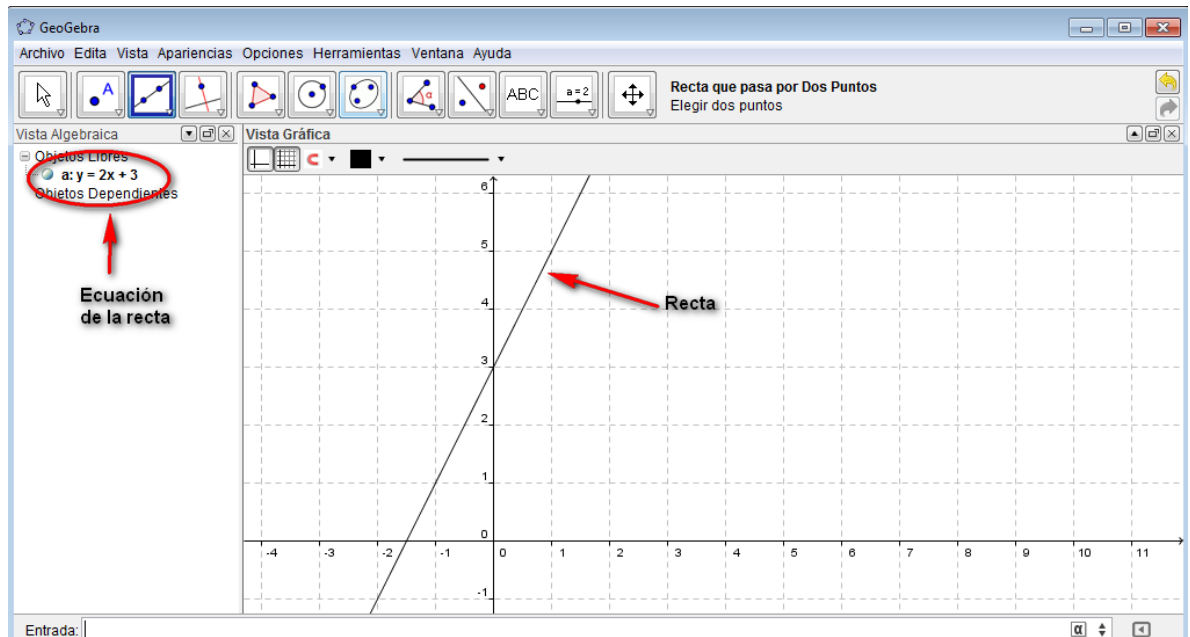 GeoGebra
Archivo Edita Vista Apariencias Opciones Herramientas Ventana Ayuda
A
α
ABC
a=2
Recta que pasa por Dos Puntos
Elegir dos puntos
Vista Algebraica
Vista Gráfica
Objetos Libres
a: y = 2x + 3
Objetos Dependientes
Ecuación
de la recta
Recta
6
5
4
3
2
1
0
-1
-4 -3 -2 -1 0 1 2 3 4 5 6 7 8 9 10 11
Entrada:
α